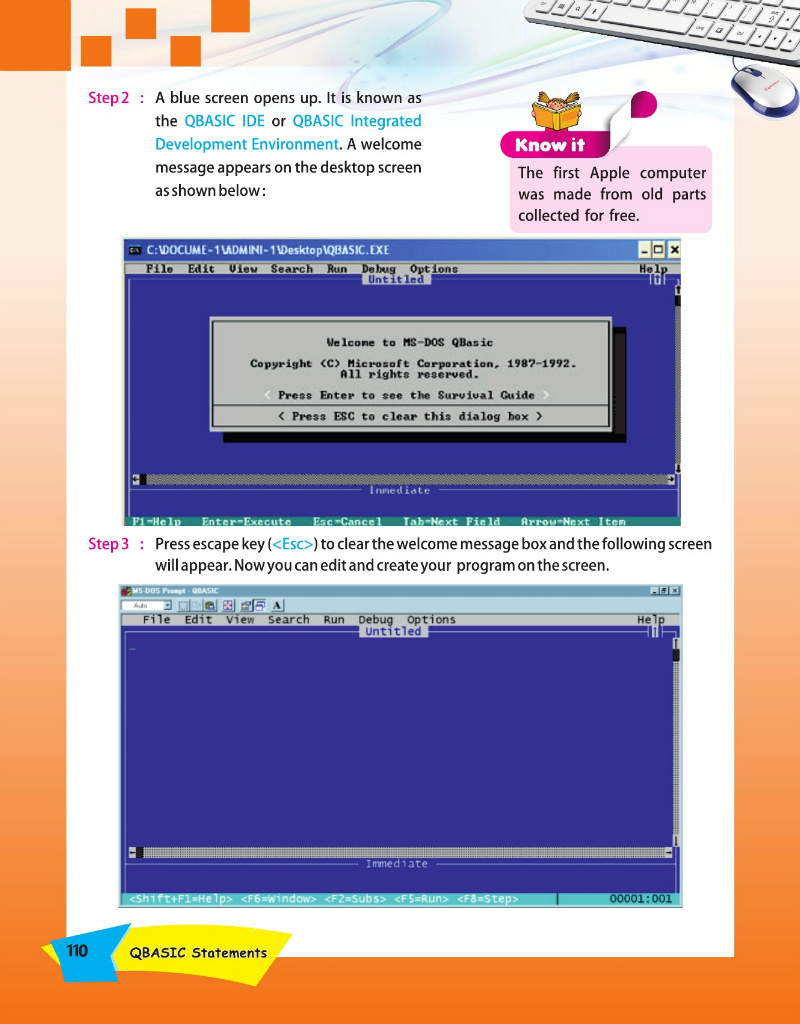 Step 2 : A blue screen opens up. It is known as
the QBASIC IDE or QBASIC Integrated
Development Environment. A welcome
message appears on the desktop screen
as shown below :
Know it
The first Apple computer
was made from old parts
collected for free.
C:\DOCUME~1\ADMINI~1\Desktop\QBASIC.EXE
File Edit View Search Run Debug Options Help
Untitled
Welcome to MS-DOS QBasic
Copyright (C) Microsoft Corporation, 1987-1992.
All rights reserved.
< Press Enter to see the Survival Guide >
< Press ESC to clear this dialog box >
Immediate
F1=Help Enter=Execute Esc=Cancel Tab=Next Field Arrow=Next Item
Step 3 : Press escape key (<Esc>) to clear the welcome message box and the following screen
will appear. Now you can edit and create your program on the screen.
MS-DOS Prompt - QBASIC
Auto A
File Edit View Search Run Debug Options Help
Untitled
Immediate
<Shift+F1=Help> <F6=Window> <F2=Subs> <F5=Run> <F8=Step> 00001:001
110 QBASIC Statements